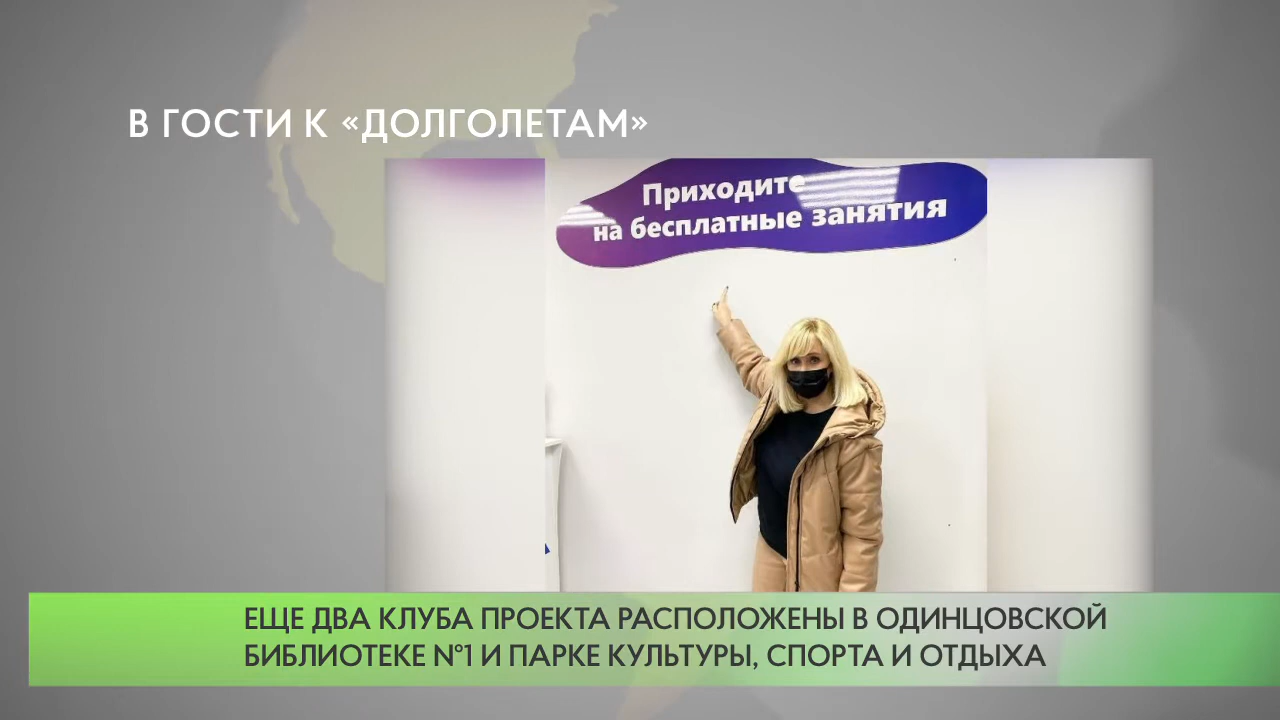 В ГОСТИ К «ДОЛГОЛЕТАМ»
Приходите
на бесплатные занятия
ЕЩЕ ДВА КЛУБА ПРОЕКТА РАСПОЛОЖЕНЫ В ОДИНЦОВСКОЙ
БИБЛИОТЕКЕ №1 И ПАРКЕ КУЛЬТУРЫ, СПОРТА И ОТДЫХА